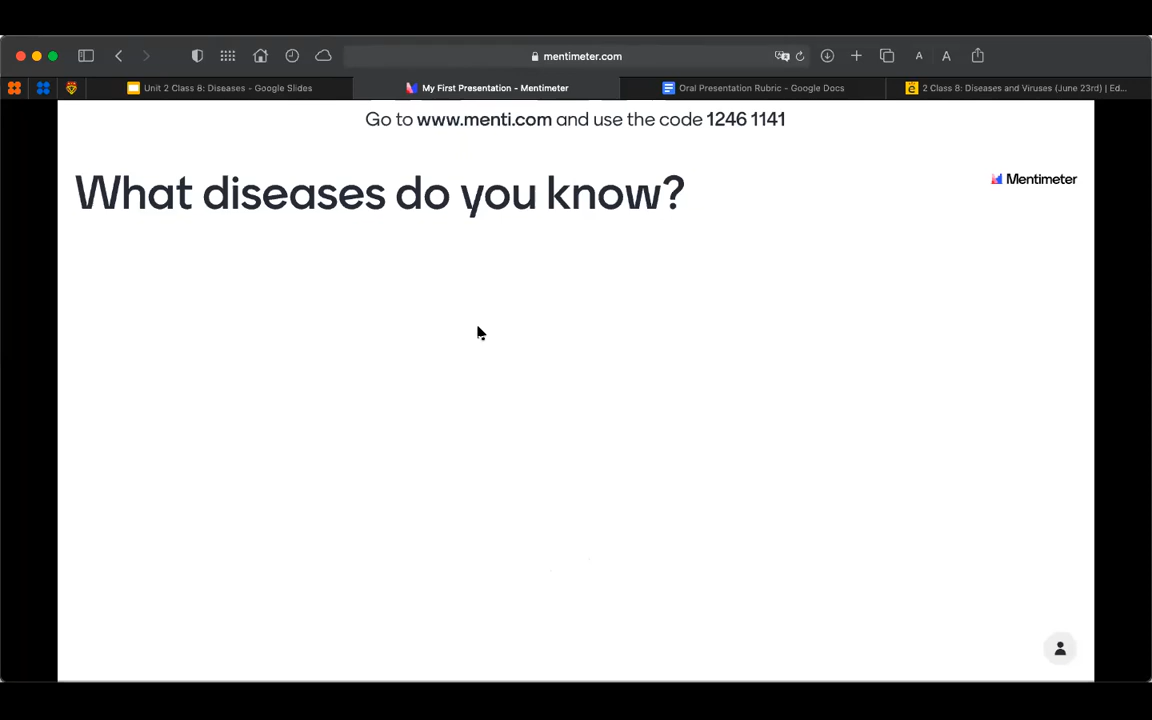 mentimeter.com
A A
Unit 2 Class 8: Diseases - Google Slides
My First Presentation - Mentimeter
Oral Presentation Rubric - Google Docs
2 Class 8: Diseases and Viruses (June 23rd) | Ed...
Go to www.menti.com and use the code 1246 1141
What diseases do you know?
Mentimeter